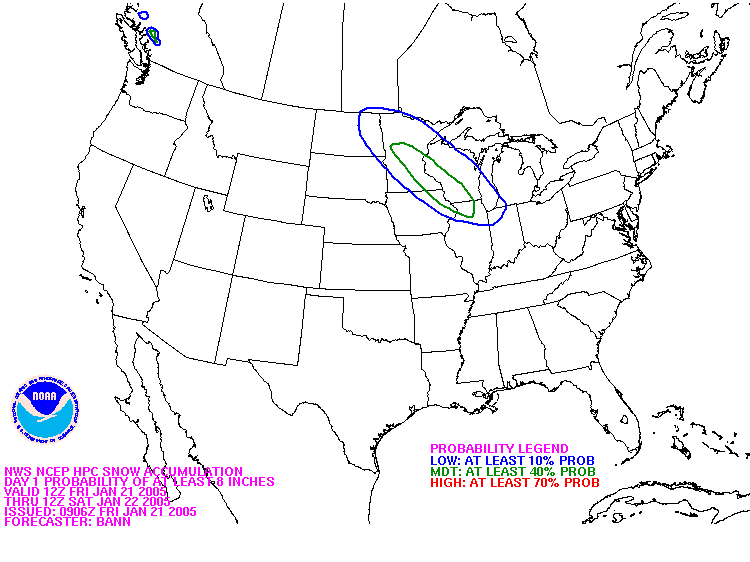 NOAA
NWS NCEP HPC SNOW ACCUMULATION
DAY 1 PROBABILITY OF AT LEAST 8 INCHES
VALID 12Z FRI JAN 21 2005
THRU 12Z SAT JAN 22 2005
ISSUED: 0906Z FRI JAN 21 2005
FORECASTER: BANN
PROBABILITY LEGEND
LOW: AT LEAST 10% PROB
MDT: AT LEAST 40% PROB
HIGH: AT LEAST 70% PROB